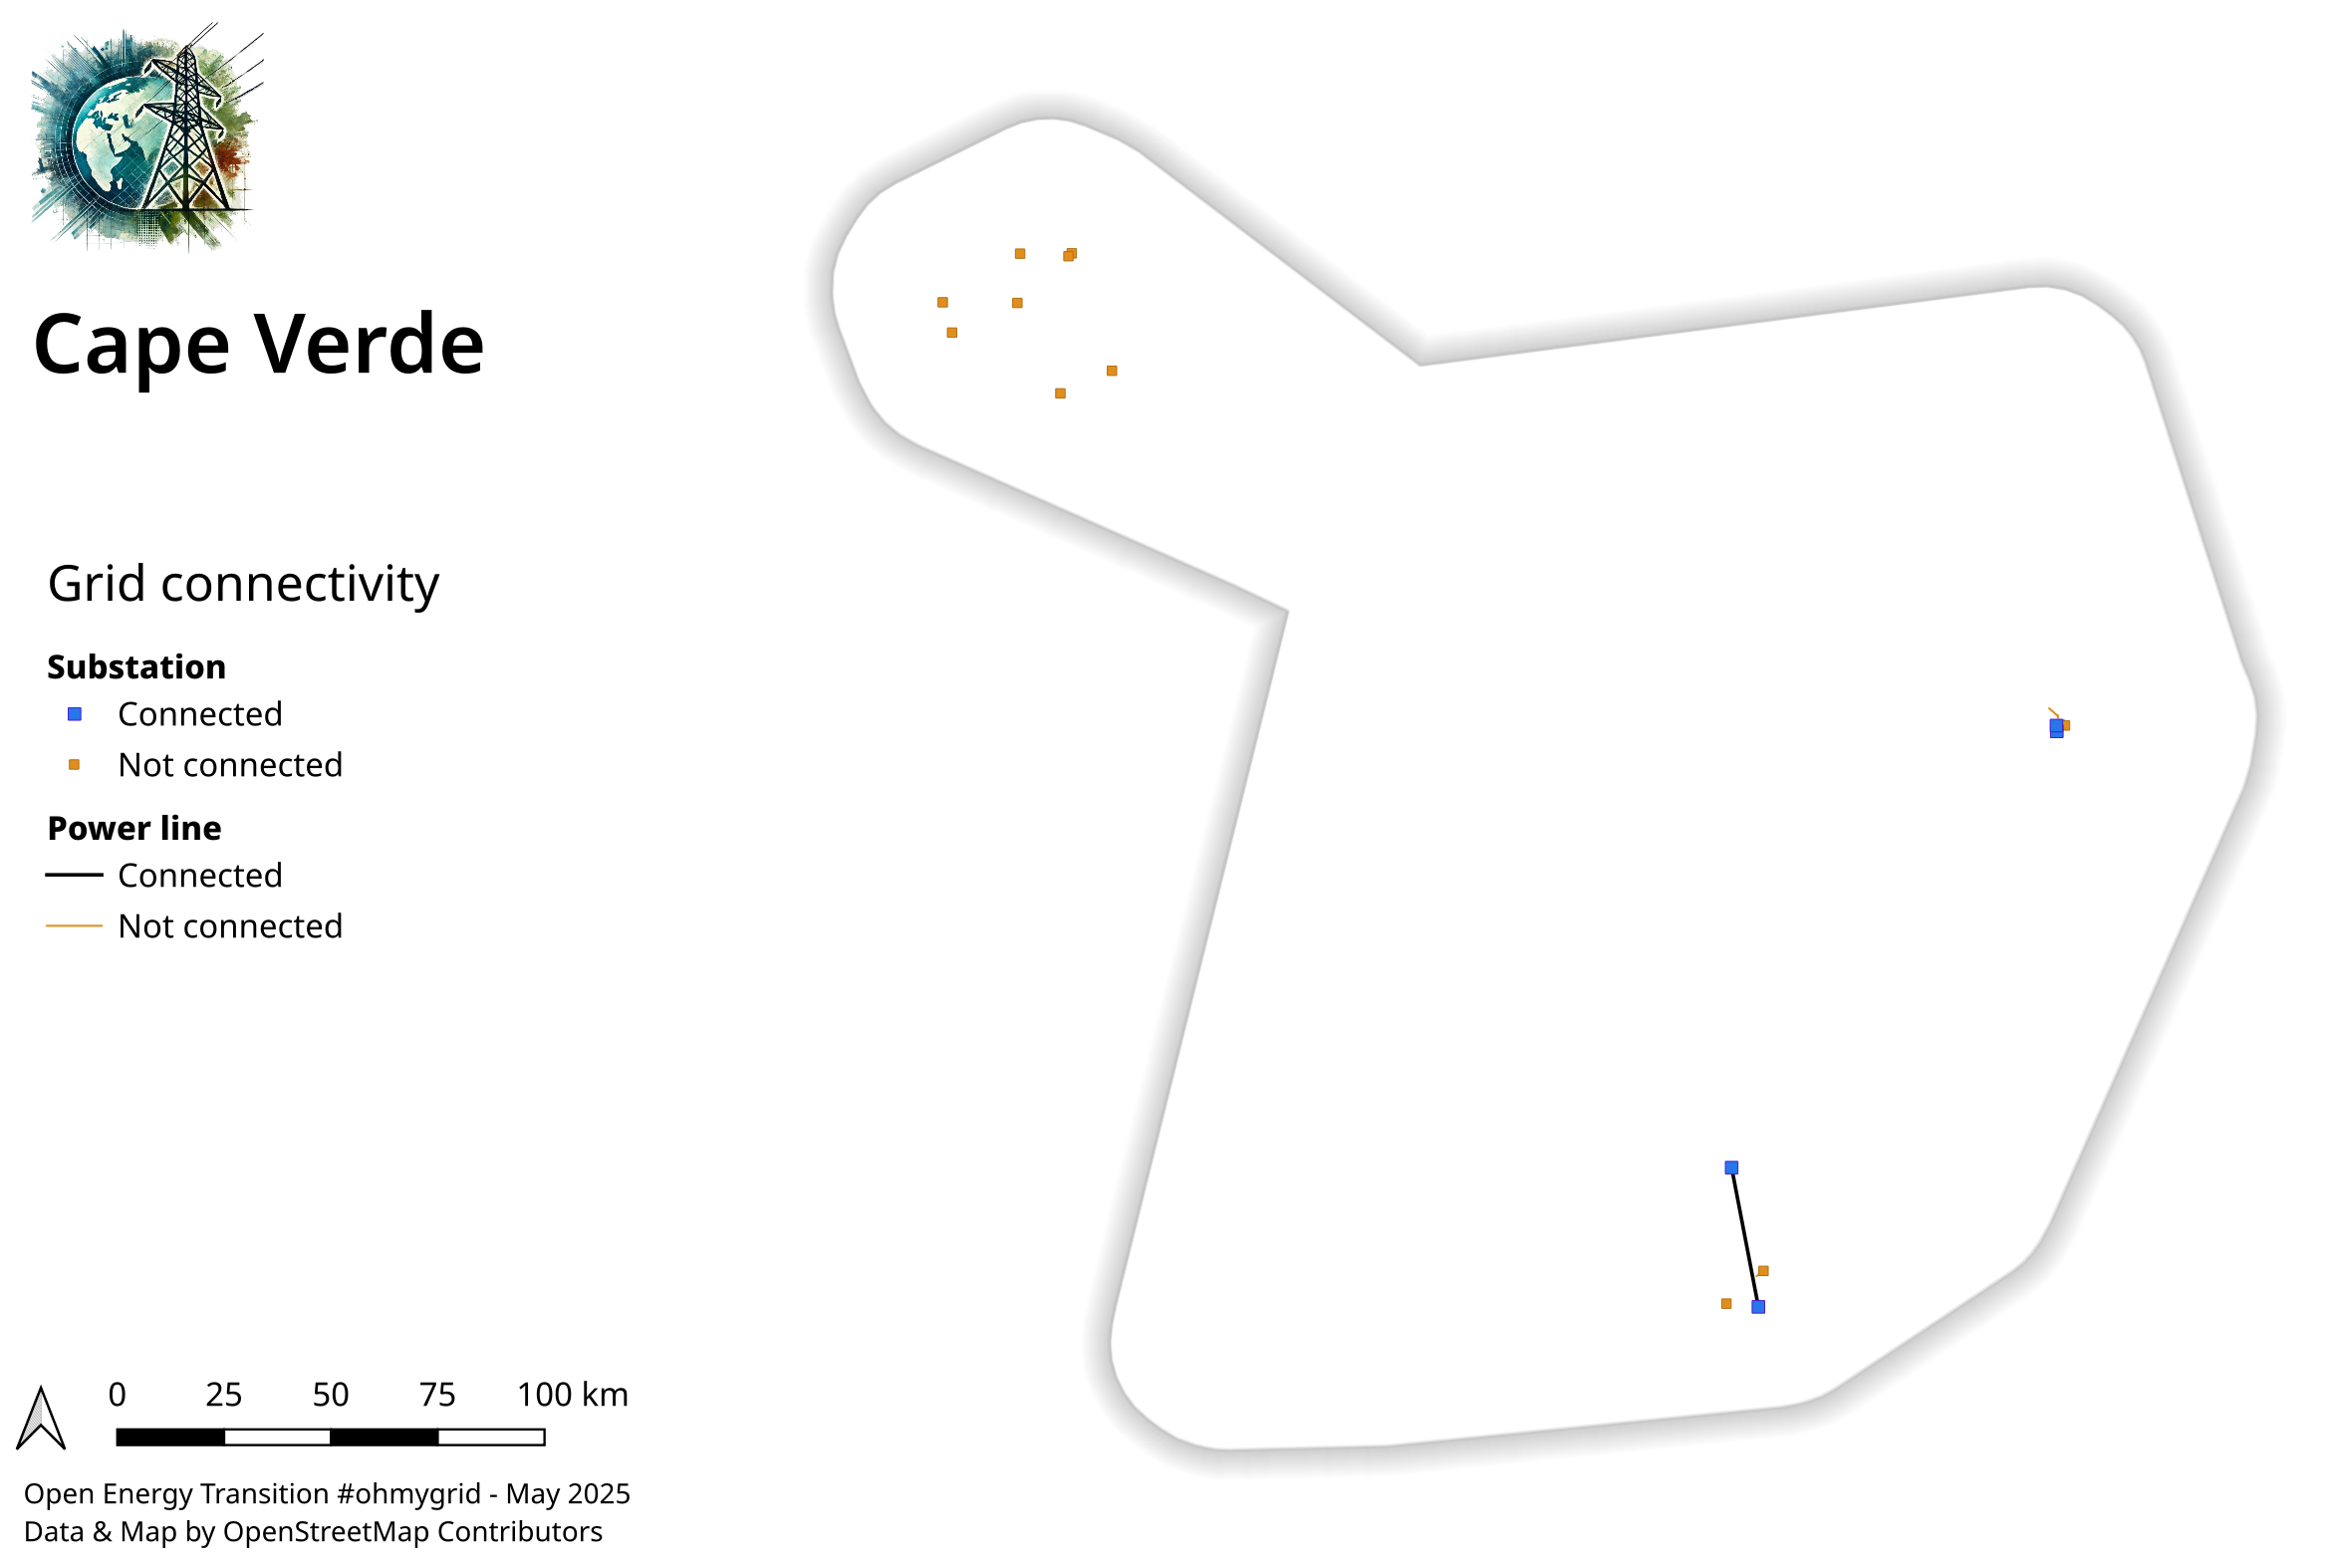 Cape Verde
Grid connectivity
Substation
Connected
Not connected
Power line
Connected
Not connected
0 25 50 75 100 km
Open Energy Transition #ohmygrid - May 2025
Data & Map by OpenStreetMap Contributors